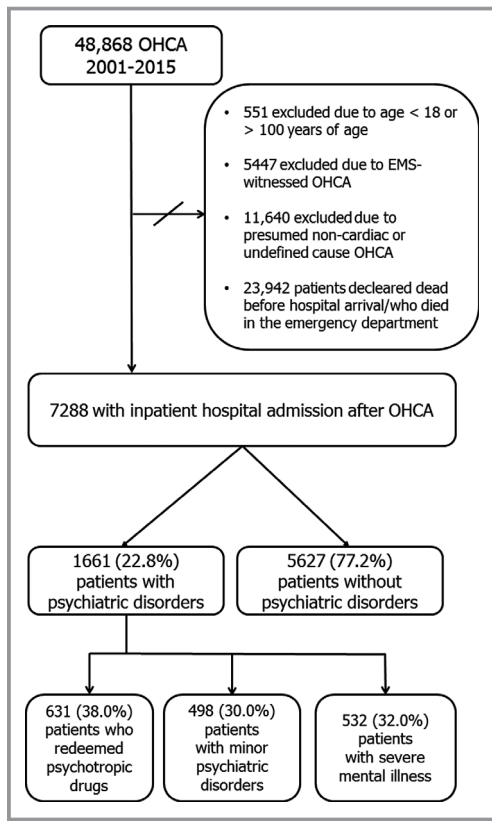 48,868 OHCA
2001-2015
• 551 excluded due to age < 18 or
> 100 years of age
• 5447 excluded due to EMS-
witnessed OHCA
• 11,640 excluded due to
presumed non-cardiac or
undefined cause OHCA
• 23,942 patients decleared dead
before hospital arrival/who died
in the emergency department
7288 with inpatient hospital admission after OHCA
1661 (22.8%)
patients with
psychiatric disorders
5627 (77.2%)
patients without
psychiatric disorders
631 (38.0%)
patients who
redeemed
psychotropic
drugs
498 (30.0%)
patients
with minor
psychiatric
disorders
532 (32.0%)
patients
with severe
mental illness